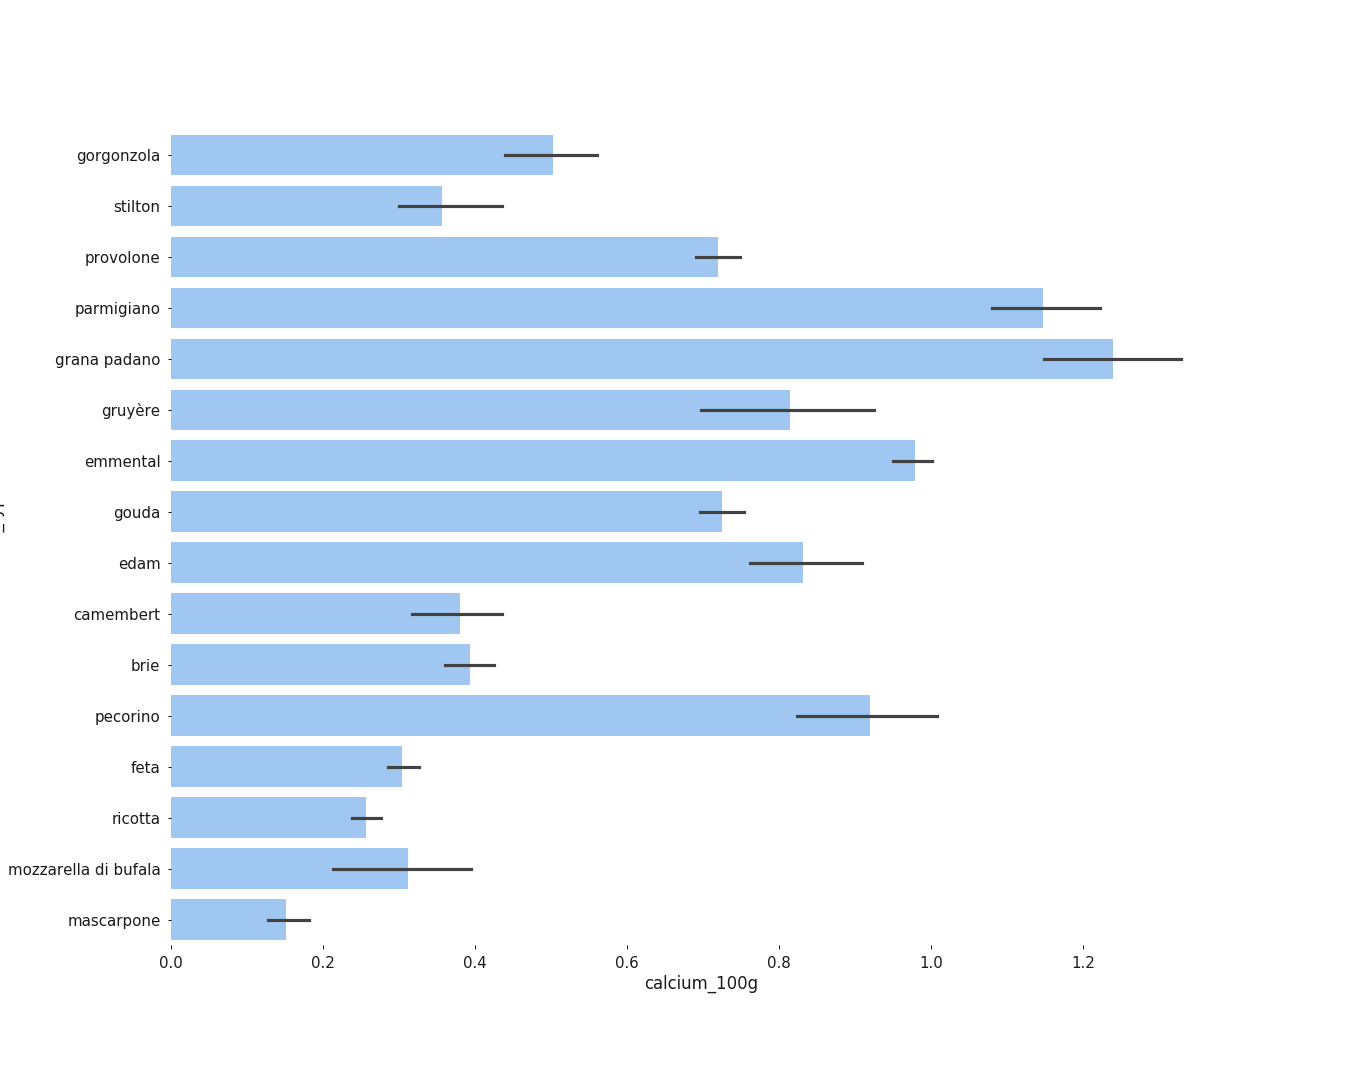 gorgonzola
stilton
provolone
parmigiano
grana padano
gruyère
emmental
gouda
edam
camembert
brie
pecorino
feta
ricotta
mozzarella di bufala
mascarpone
0.0 0.2 0.4 0.6 0.8 1.0 1.2
calcium_100g